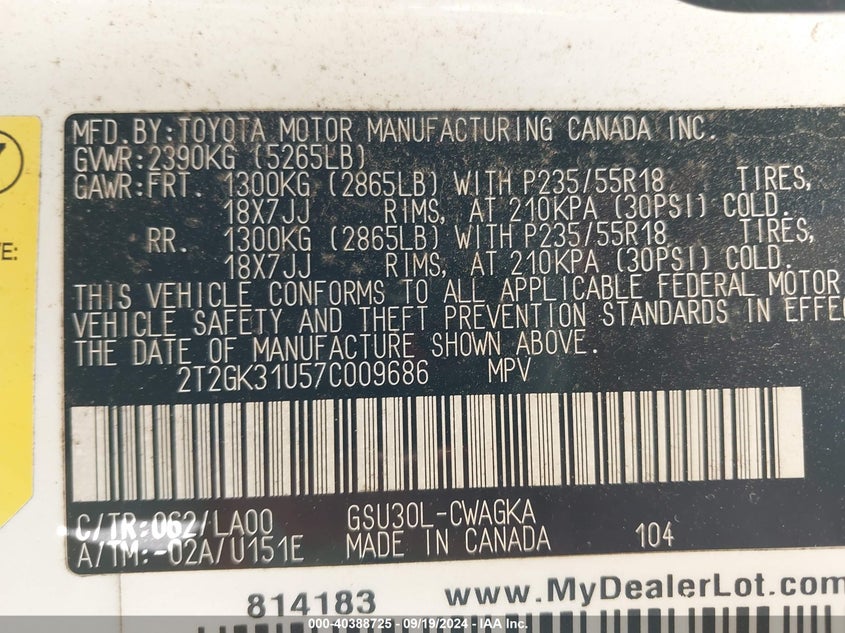 MFD. BY:TOYOTA MOTOR MANUFACTURING CANADA INC.
GVWR:2390KG (5265LB)
GAWR:FRT. 1300KG (2865LB) WITH P235/55R18 TIRES,
18X7JJ RIMS, AT 210KPA (30PSI) COLD.
RR. 1300KG (2865LB) WITH P235/55R18 TIRES,
18X7JJ RIMS, AT 210KPA (30PSI) COLD.
THIS VEHICLE CONFORMS TO ALL APPLICABLE FEDERAL MOTOR
VEHICLE SAFETY AND THEFT PREVENTION STANDARDS IN EFFE
THE DATE OF MANUFACTURE SHOWN ABOVE.
2T2GK31U57C009686 MPV
C/TR:062/LA00 GSU30L-CWAGKA
A/TM:-02A/U151E MADE IN CANADA 104
814183 www.MyDealerLot.com
000-40388725 - 09/19/2024 - IAA Inc.